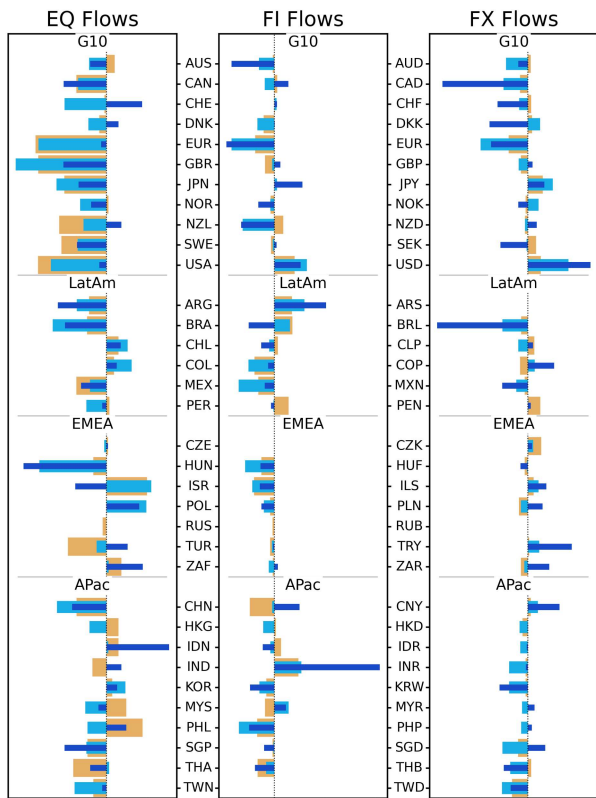 EQ Flows FI Flows FX Flows
G10 G10 G10
AUS AUD
CAN CAD
CHE CHF
DNK DKK
EUR EUR
GBR GBP
JPN JPY
NOR NOK
NZL NZD
SWE SEK
USA USD
LatAm LatAm LatAm
ARG ARS
BRA BRL
CHL CLP
COL COP
MEX MXN
PER PEN
EMEA EMEA EMEA
CZE CZK
HUN HUF
ISR ILS
POL PLN
RUS RUB
TUR TRY
ZAF ZAR
APac APac APac
CHN CNY
HKG HKD
IDN IDR
IND INR
KOR KRW
MYS MYR
PHL PHP
SGP SGD
THA THB
TWN TWD